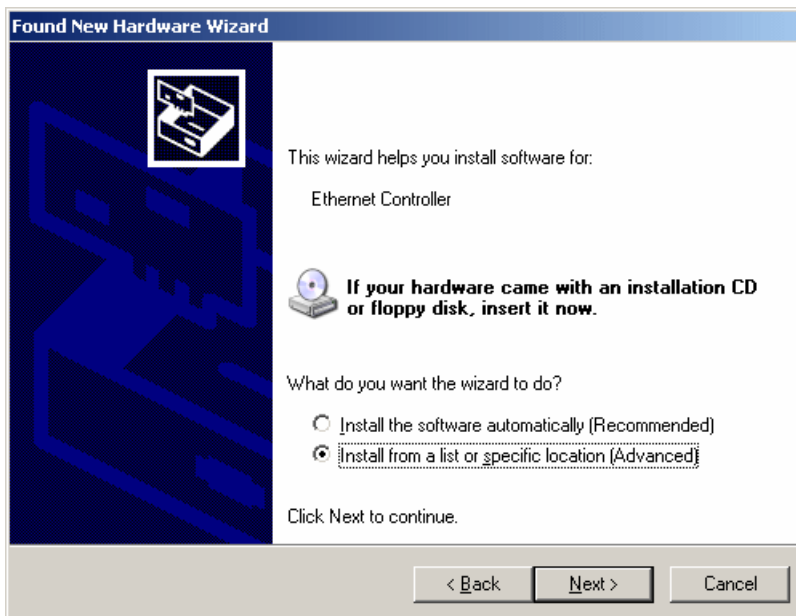 Found New Hardware Wizard
This wizard helps you install software for:
Ethernet Controller
If your hardware came with an installation CD
or floppy disk, insert it now.
What do you want the wizard to do?
Install the software automatically (Recommended)
Install from a list or specific location (Advanced)
Click Next to continue.
< Back Next > Cancel